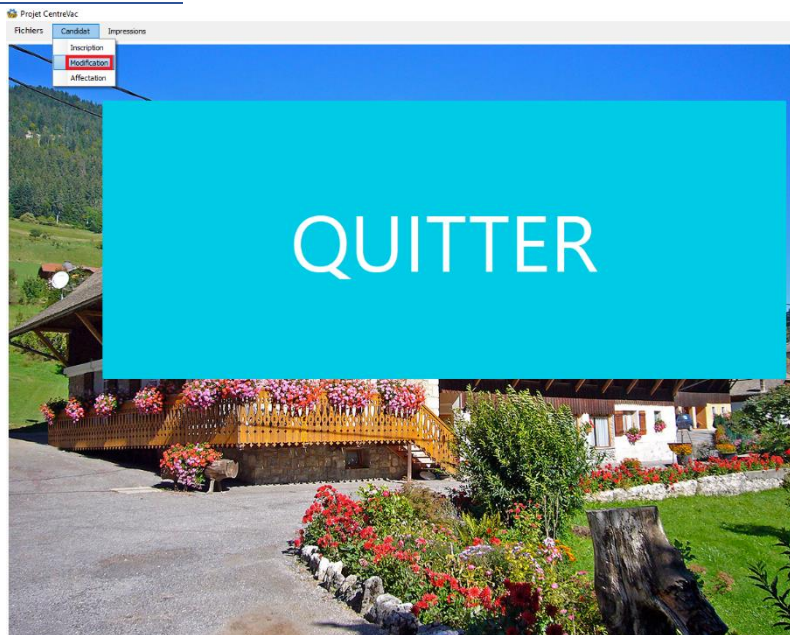 Projet CentreVac
Fichiers Candidat Impressions
Inscription
Modification
Affectation
QUITTER